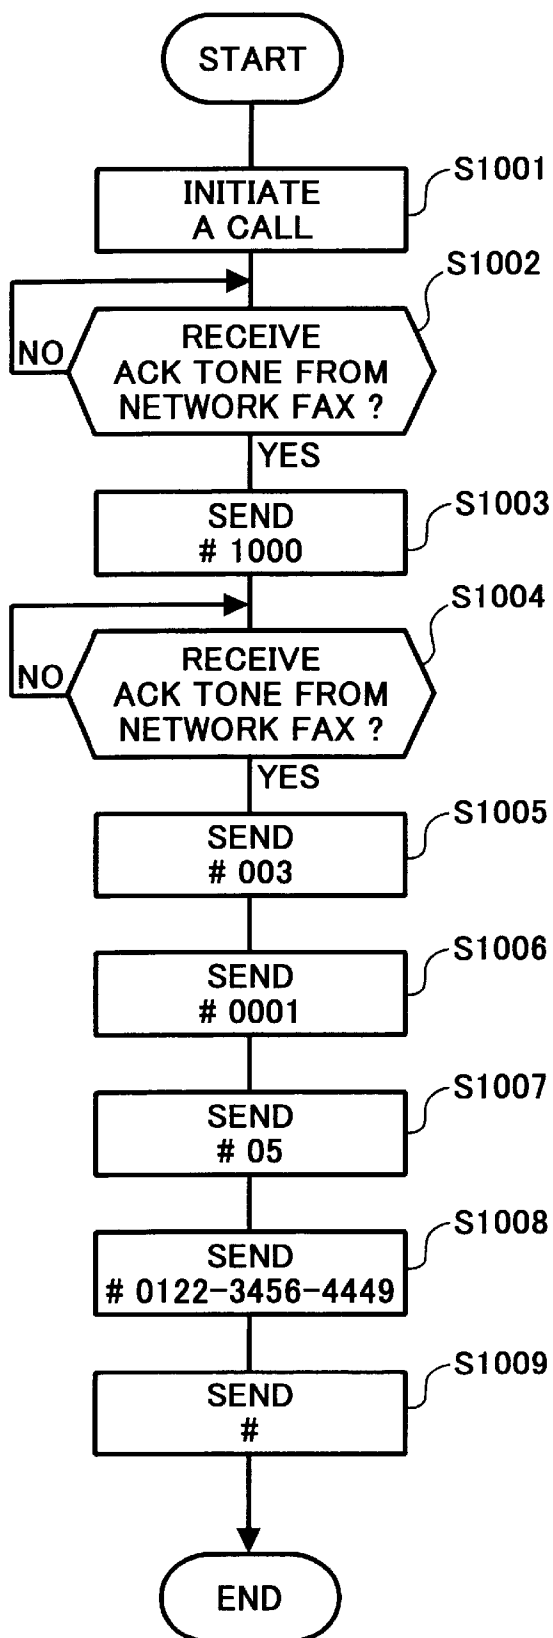 START
INITIATE
A CALL
S1001
S1002
RECEIVE
ACK TONE FROM
NETWORK FAX ?
NO
YES
SEND
# 1000
S1003
S1004
RECEIVE
ACK TONE FROM
NETWORK FAX ?
NO
YES
SEND
# 003
S1005
SEND
# 0001
S1006
SEND
# 05
S1007
SEND
# 0122-3456-4449
S1008
SEND
#
S1009
END